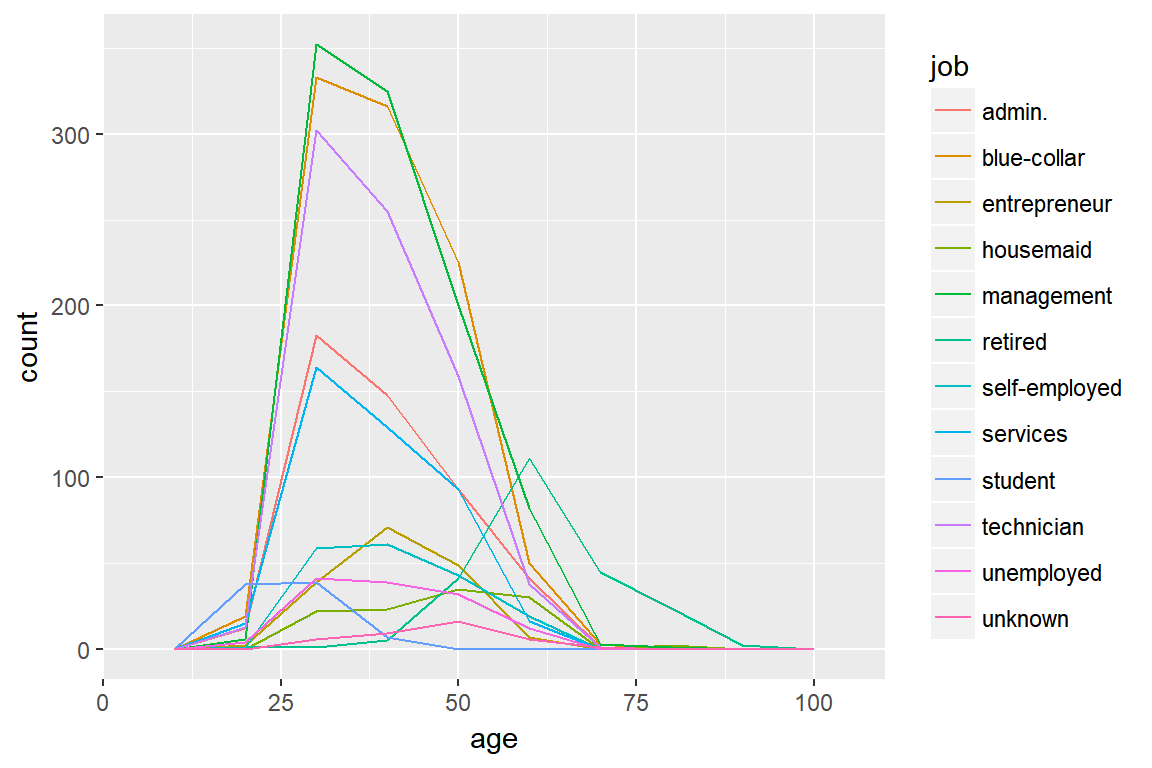 300
200
100
0
count
0 25 50 75 100
age
job
admin.
blue-collar
entrepreneur
housemaid
management
retired
self-employed
services
student
technician
unemployed
unknown